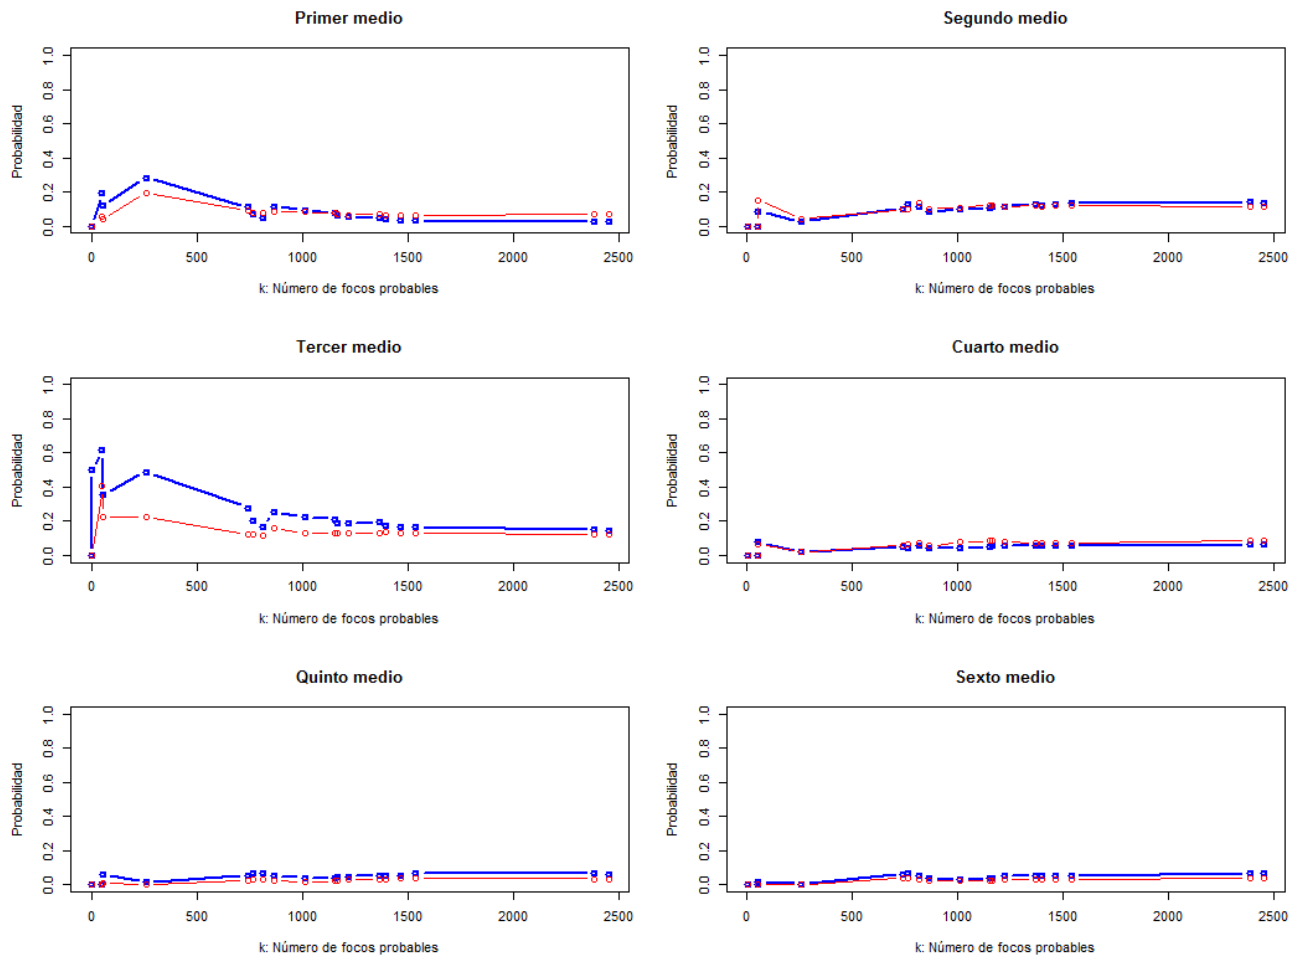 Primer medio
Probabilidad
1.0
0.8
0.6
0.4
0.2
0.0
0 500 1000 1500 2000 2500
k: Número de focos probables
Segundo medio
Probabilidad
1.0
0.8
0.6
0.4
0.2
0.0
0 500 1000 1500 2000 2500
k: Número de focos probables
Tercer medio
Probabilidad
1.0
0.8
0.6
0.4
0.2
0.0
0 500 1000 1500 2000 2500
k: Número de focos probables
Cuarto medio
Probabilidad
1.0
0.8
0.6
0.4
0.2
0.0
0 500 1000 1500 2000 2500
k: Número de focos probables
Quinto medio
Probabilidad
1.0
0.8
0.6
0.4
0.2
0.0
0 500 1000 1500 2000 2500
k: Número de focos probables
Sexto medio
Probabilidad
1.0
0.8
0.6
0.4
0.2
0.0
0 500 1000 1500 2000 2500
k: Número de focos probables